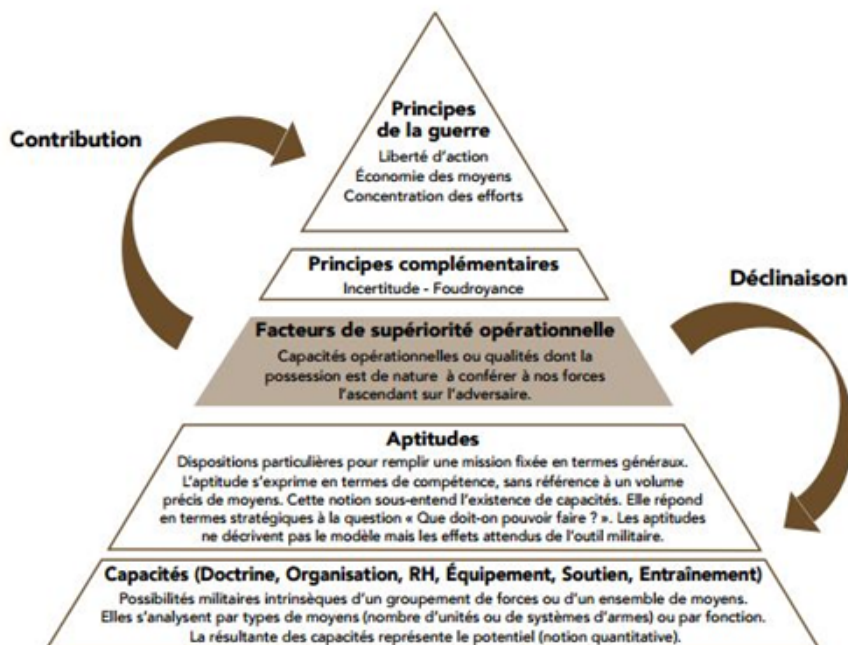 Principes
de la guerre
Liberté d'action
Économie des moyens
Concentration des efforts
Contribution
Principes complémentaires
Incertitude - Foudroyance
Déclinaison
Facteurs de supériorité opérationnelle
Capacités opérationnelles ou qualités dont la
possession est de nature à conférer à nos forces
l'ascendant sur l'adversaire.
Aptitudes
Dispositions particulières pour remplir une mission fixée en termes généraux.
L'aptitude s'exprime en termes de compétence, sans référence à un volume
précis de moyens. Cette notion sous-entend l'existence de capacités. Elle répond
en termes stratégiques à la question « Que doit-on pouvoir faire ? ». Les aptitudes
ne décrivent pas le modèle mais les effets attendus de l'outil militaire.
Capacités (Doctrine, Organisation, RH, Équipement, Soutien, Entraînement)
Possibilités militaires intrinsèques d'un groupement de forces ou d'un ensemble de moyens.
Elles s'analysent par types de moyens (nombre d'unités ou de systèmes d'armes) ou par fonction.
La résultante des capacités représente le potentiel (notion quantitative).